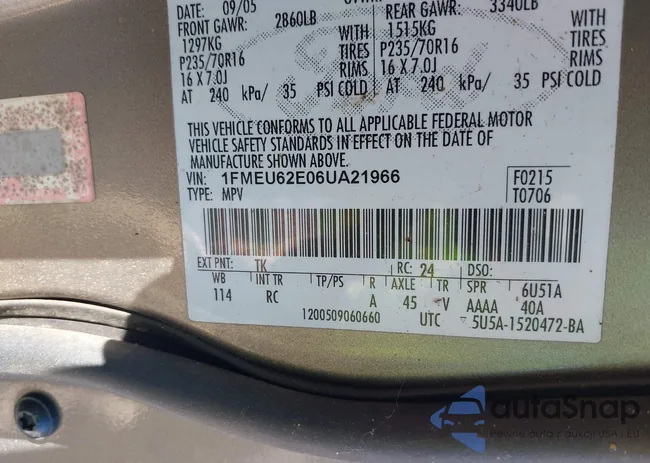 DATE: 09/05
FRONT GAWR: 2860LB REAR GAWR: 3340LB
1297KG WITH 1515KG WITH
P235/70R16 TIRES P235/70R16 TIRES
16 X 7.0J RIMS 16 X 7.0J RIMS
AT 240 kPa/ 35 PSI COLD AT 240 kPa/ 35 PSI COLD
THIS VEHICLE CONFORMS TO ALL APPLICABLE FEDERAL MOTOR
VEHICLE SAFETY STANDARDS IN EFFECT ON THE DATE OF
MANUFACTURE SHOWN ABOVE.
VIN: 1FMEU62E06UA21966 F0215
TYPE: MPV T0706
EXT PNT: TK RC: 24 DSO:
WB INT TR TP/PS R AXLE TR SPR 6U51A
114 RC A 45 V AAAA 40A
1200509060660 UTC 5U5A-1520472-BA
autoSnap
Pewne auto z aukcji USA